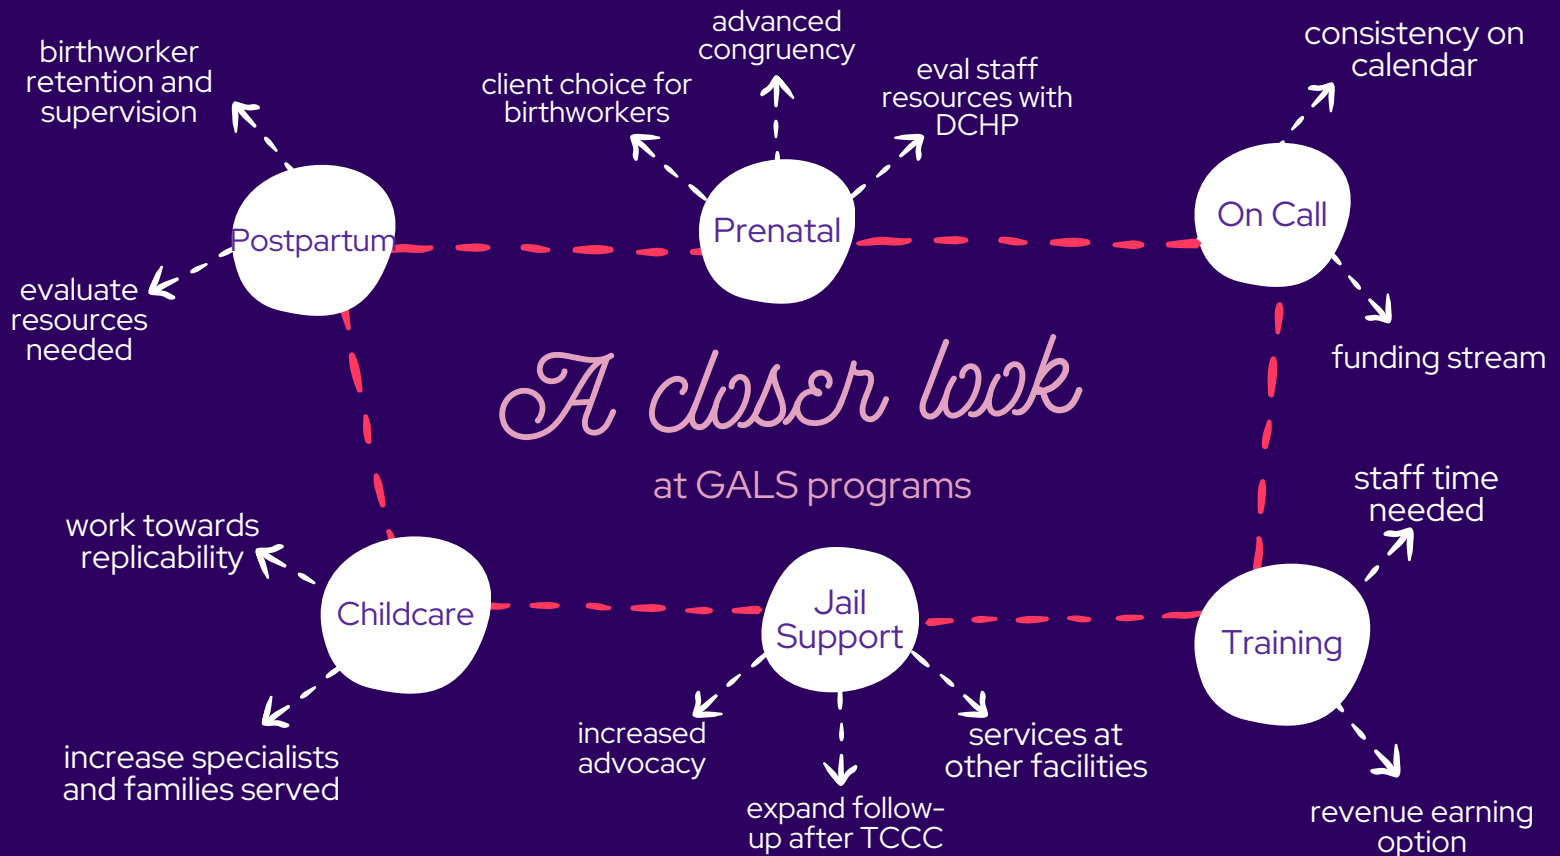 birthworker
retention and
supervision
client choice for
birthworkers
advanced
congruency
eval staff
resources with
DCHP
consistency on
calendar
Postpartum
Prenatal
On Call
evaluate
resources
needed
funding stream
A closer look
at GALS programs
work towards
replicability
staff time
needed
Childcare
Jail
Support
Training
increase specialists
and families served
increased
advocacy
expand follow-
up after TCCC
services at
other facilities
revenue earning
option